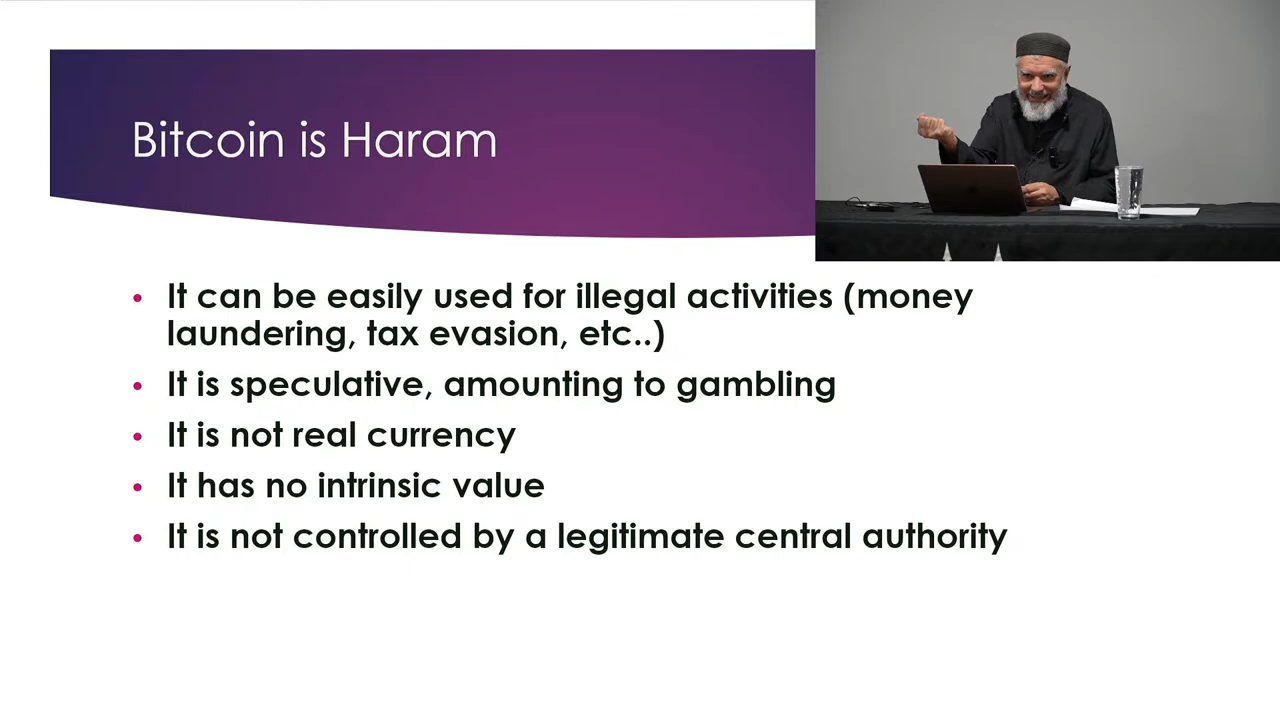 Bitcoin is Haram
• It can be easily used for illegal activities (money
laundering, tax evasion, etc..)
• It is speculative, amounting to gambling
• It is not real currency
• It has no intrinsic value
• It is not controlled by a legitimate central authority